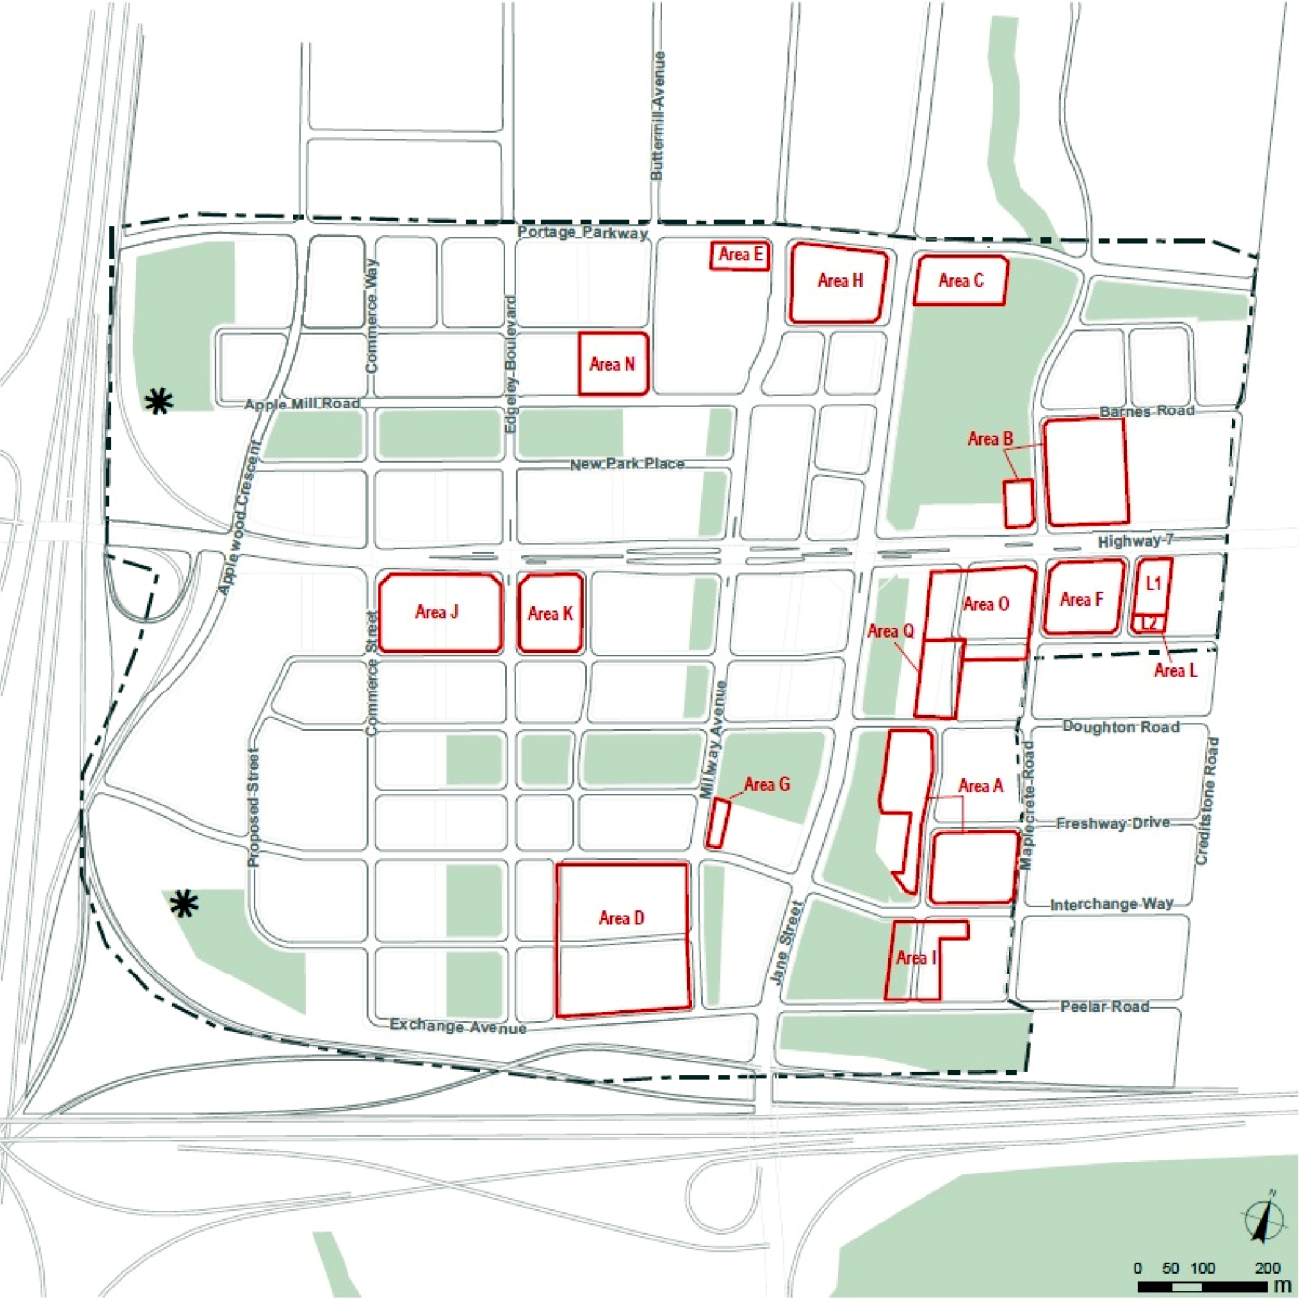 Buttermill Avenue
Portage Parkway
Area E
Area H
Area C
Commerce Way
Edgeley Boulevard
Area N
Apple Mill Road
Barnes Road
Area B
New Park Place
Applewood Crescent
Highway 7
Area J
Area K
Area O
Area F
L1
L2
Area Q
Area L
Commerce Street
Millway Avenue
Doughton Road
Proposed Street
Area G
Area A
Maplecrete Road
Creditstone Road
Freshway Drive
Area D
Interchange Way
Jane Street
Area I
Exchange Avenue
Peelar Road
N
0 50 100 200
m